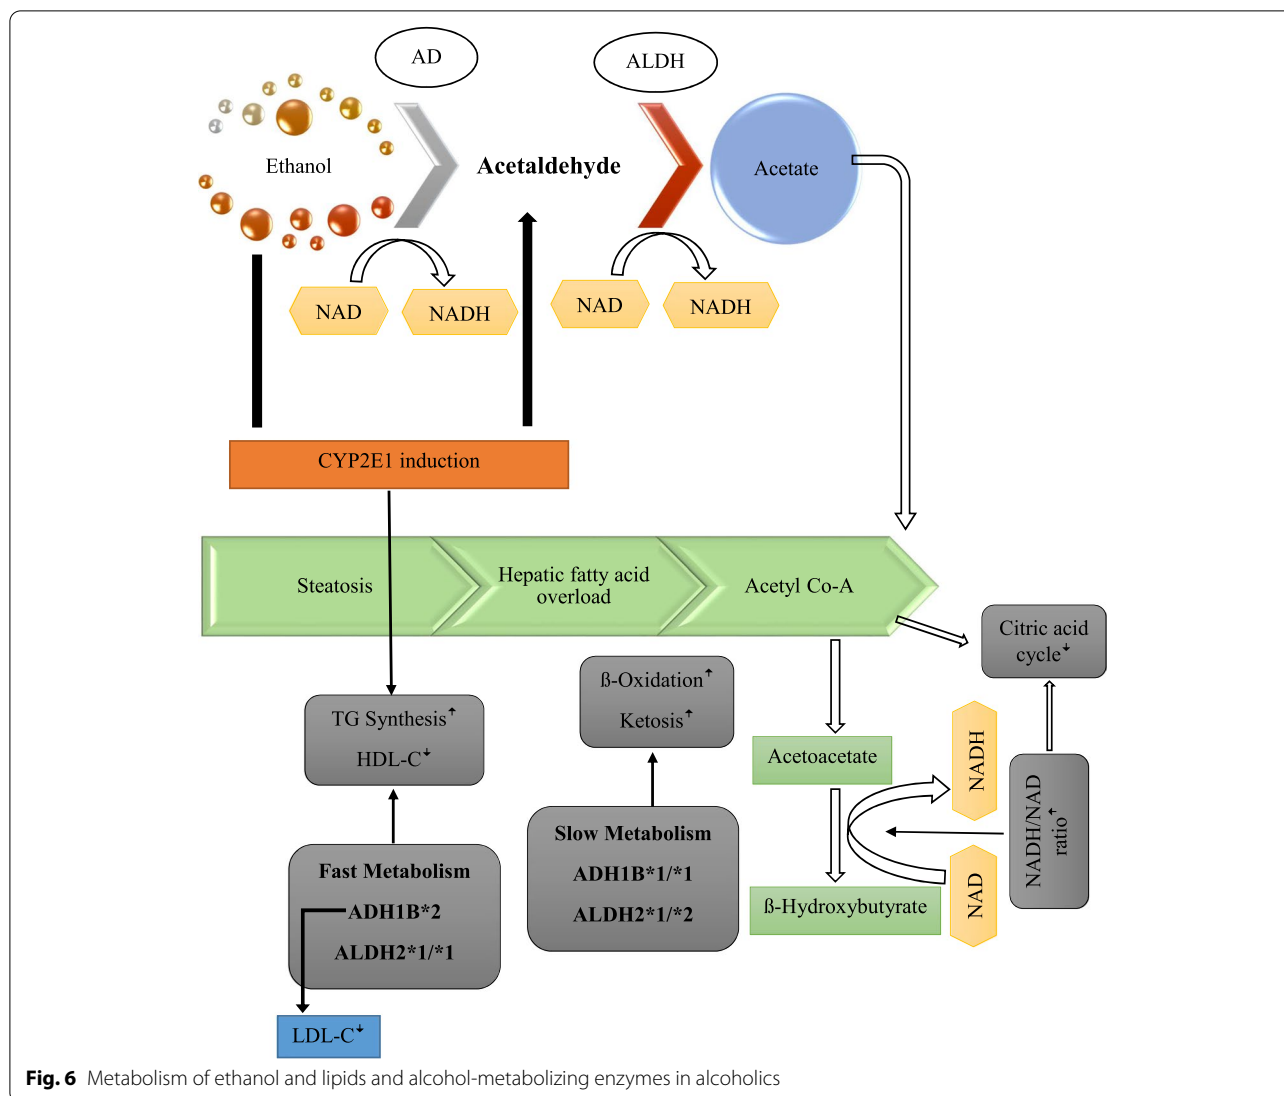 AD
ALDH
Ethanol
Acetaldehyde
Acetate
NAD
NADH
NAD
NADH
CYP2E1 induction
Steatosis
Hepatic fatty acid
overload
Acetyl Co-A
Citric acid
cycle↓
TG Synthesis↑
HDL-C↓
ß-Oxidation↑
Ketosis↑
Acetoacetate
NADH
NADH/NAD
ratio↑
Fast Metabolism
ADH1B*2
ALDH2*1/*1
Slow Metabolism
ADH1B*1/*1
ALDH2*1/*2
ß-Hydroxybutyrate
NAD
LDL-C↓
Fig. 6 Metabolism of ethanol and lipids and alcohol-metabolizing enzymes in alcoholics